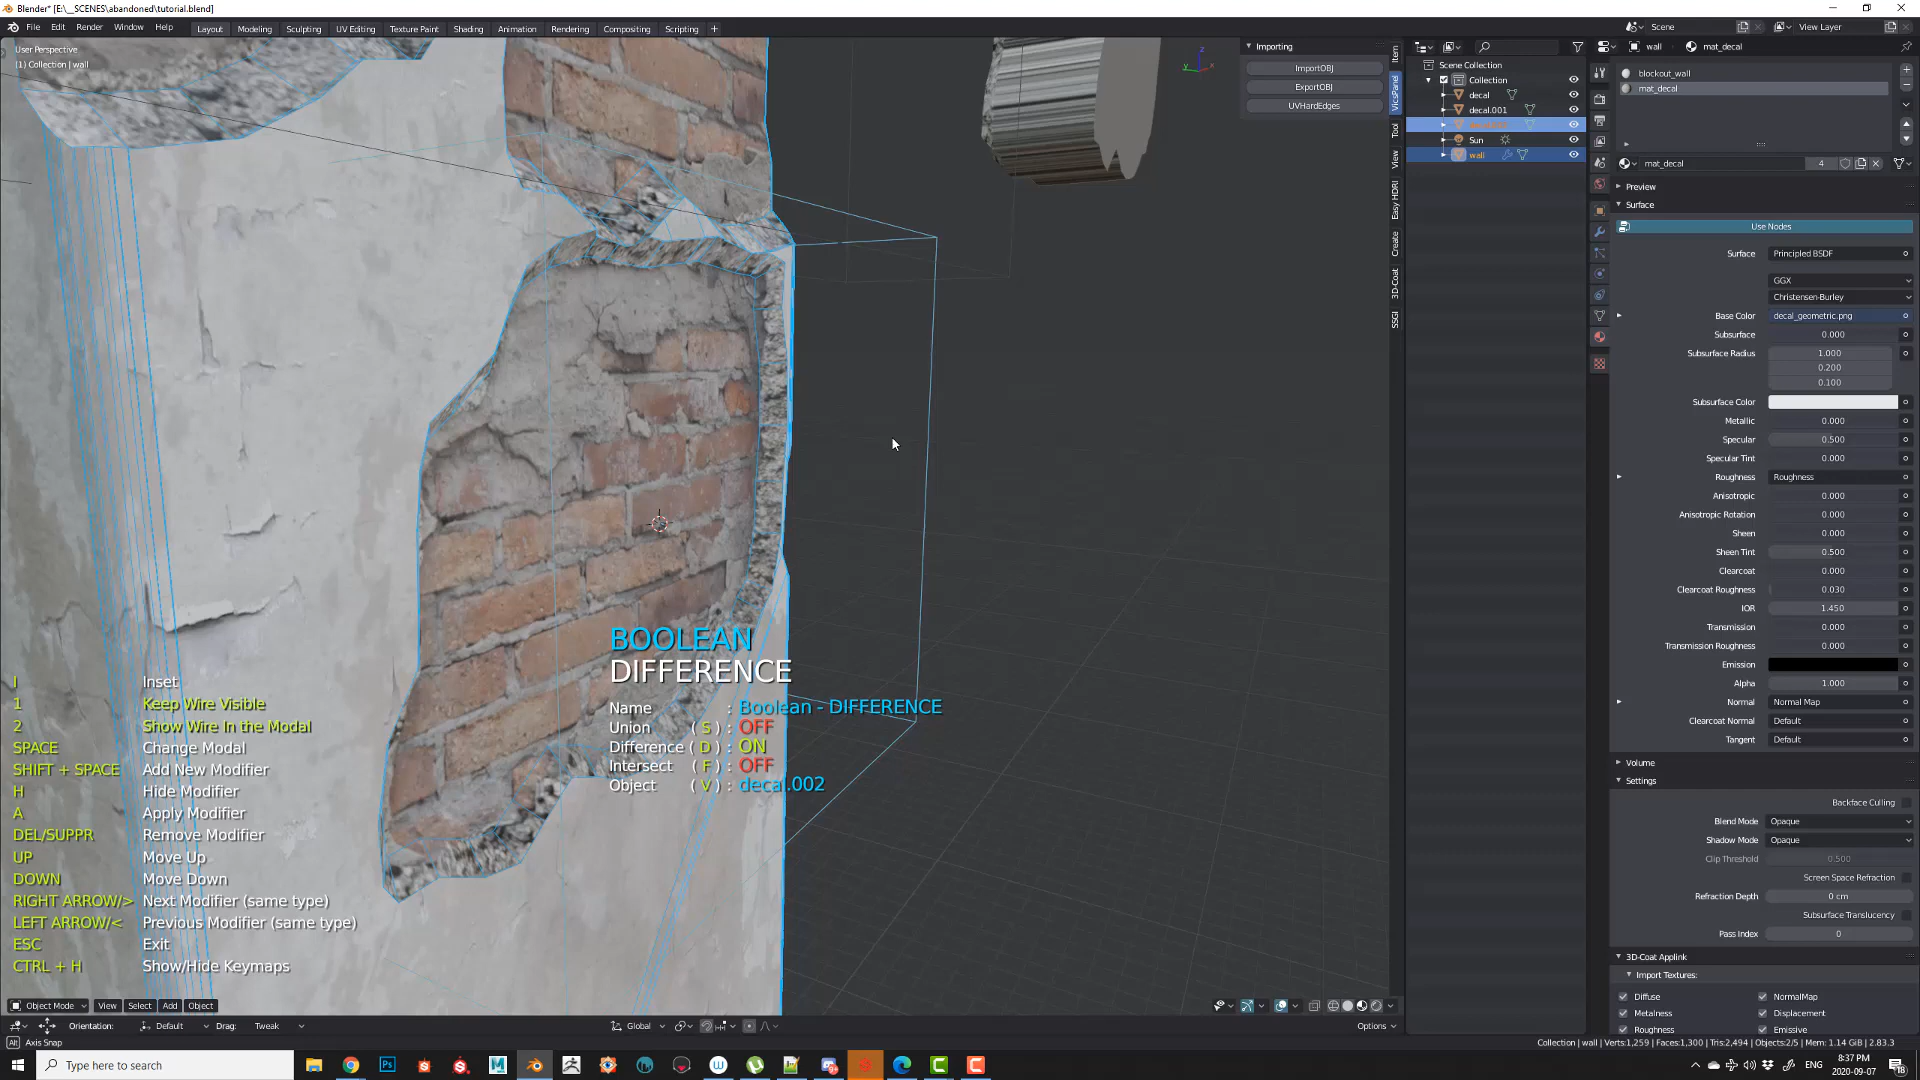 Blender* [E:\__SCENES\abandoned\tutorial.blend]
File Edit Render Window Help
Layout Modeling Sculpting UV Editing Texture Paint Shading Animation Rendering Compositing Scripting +
Scene
View Layer
User Perspective
(1) Collection | wall
Importing
ImportOBJ
ExportOBJ
UVHardEdges
Item
VicsPanel
Tool
View
Easy HDRI
Create
3D-Coat
SSGI
Scene Collection
Collection
decal
decal.001
Sun
wall
wall mat_decal
blockout_wall
mat_decal
mat_decal 4
Preview
Surface
Use Nodes
Surface Principled BSDF
GGX
Christensen-Burley
Base Color decal_geometric.png
Subsurface 0.000
Subsurface Radius 1.000
0.200
0.100
Subsurface Color
Metallic 0.000
Specular 0.500
Specular Tint 0.000
Roughness Roughness
Anisotropic 0.000
Anisotropic Rotation 0.000
Sheen 0.000
Sheen Tint 0.500
Clearcoat 0.000
Clearcoat Roughness 0.030
IOR 1.450
Transmission 0.000
Transmission Roughness 0.000
Emission
Alpha 1.000
Normal Normal Map
Clearcoat Normal Default
Tangent Default
Volume
Settings
Backface Culling
Blend Mode Opaque
Shadow Mode Opaque
Clip Threshold 0.500
Screen Space Refraction
Refraction Depth 0 cm
Subsurface Translucency
Pass Index 0
3D-Coat Applink
Import Textures:
Diffuse NormalMap
Metalness Displacement
Roughness Emissive
BOOLEAN
DIFFERENCE
Name : Boolean - DIFFERENCE
Union ( S ) : OFF
Difference ( D ) : ON
Intersect ( F ) : OFF
Object ( V ) : decal.002
I Inset
1 Keep Wire Visible
2 Show Wire In the Modal
SPACE Change Modal
SHIFT + SPACE Add New Modifier
H Hide Modifier
A Apply Modifier
DEL/SUPPR Remove Modifier
UP Move Up
DOWN Move Down
RIGHT ARROW/> Next Modifier (same type)
LEFT ARROW/< Previous Modifier (same type)
ESC Exit
CTRL + H Show/Hide Keymaps
Object Mode View Select Add Object
Orientation: Default Drag: Tweak
Global
Options
Alt Axis Snap
Collection | wall | Verts:1,259 | Faces:1,300 | Tris:2,494 | Objects:2/5 | Mem: 1.14 GiB | 2.83.3
Type here to search
ENG
8:37 PM
2020-09-07
18